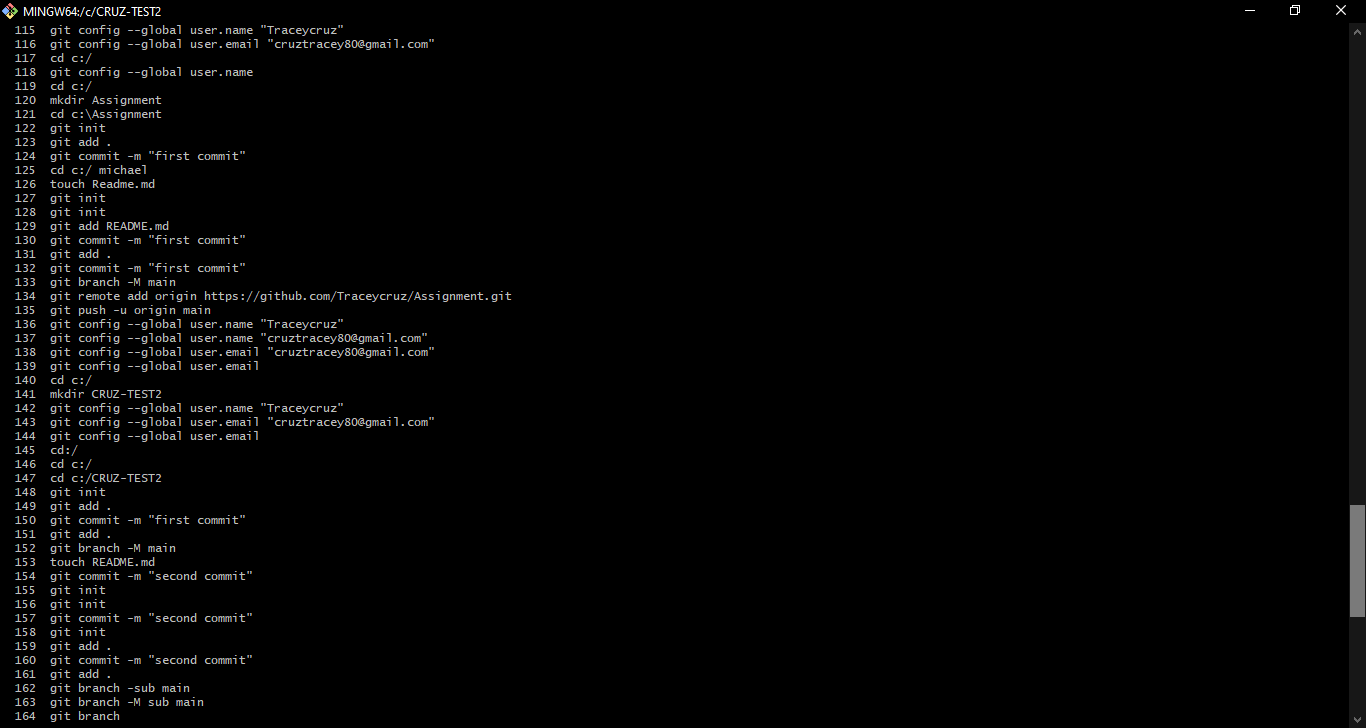 MINGW64:/c/CRUZ-TEST2
115 git config --global user.name "Traceycruz"
116 git config --global user.email "cruztracey80@gmail.com"
117 cd c:/
118 git config --global user.name
119 cd c:/
120 mkdir Assignment
121 cd c:\Assignment
122 git init
123 git add .
124 git commit -m "first commit"
125 cd c:/ michael
126 touch Readme.md
127 git init
128 git init
129 git add README.md
130 git commit -m "first commit"
131 git add .
132 git commit -m "first commit"
133 git branch -M main
134 git remote add origin https://github.com/Traceycruz/Assignment.git
135 git push -u origin main
136 git config --global user.name "Traceycruz"
137 git config --global user.name "cruztracey80@gmail.com"
138 git config --global user.email "cruztracey80@gmail.com"
139 git config --global user.email
140 cd c:/
141 mkdir CRUZ-TEST2
142 git config --global user.name "Traceycruz"
143 git config --global user.email "cruztracey80@gmail.com"
144 git config --global user.email
145 cd:/
146 cd c:/
147 cd c:/CRUZ-TEST2
148 git init
149 git add .
150 git commit -m "first commit"
151 git add .
152 git branch -M main
153 touch README.md
154 git commit -m "second commit"
155 git init
156 git init
157 git commit -m "second commit"
158 git init
159 git add .
160 git commit -m "second commit"
161 git add .
162 git branch -sub main
163 git branch -M sub main
164 git branch